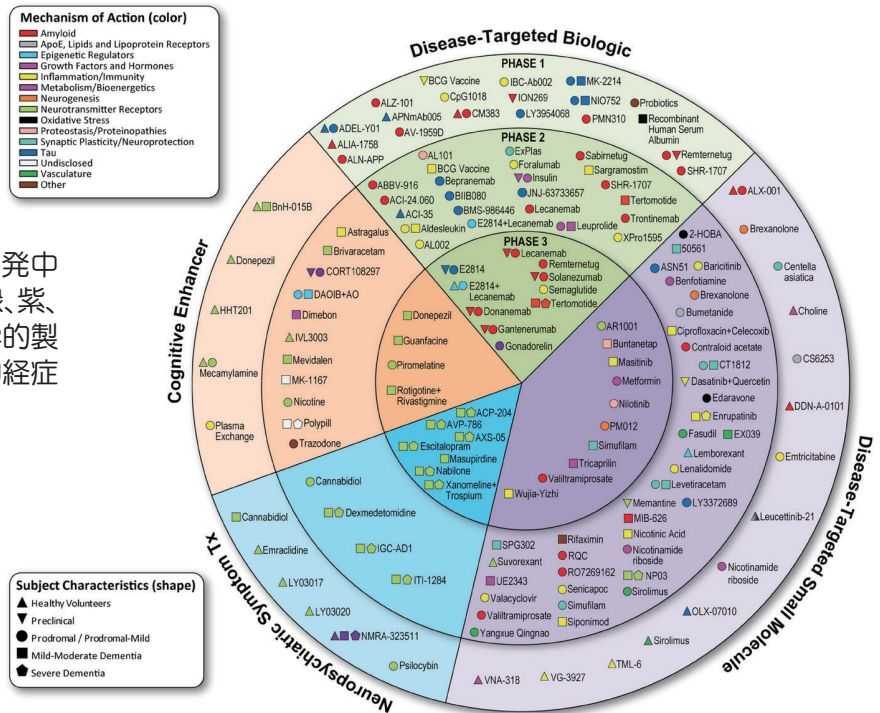 Mechanism of Action (color)
Amyloid
ApoE, Lipids and Lipoprotein Receptors
Epigenetic Regulators
Growth Factors and Hormones
Inflammation/Immunity
Metabolism/Bioenergetics
Neurogenesis
Neurotransmitter Receptors
Oxidative Stress
Proteostasis/Proteinopathies
Synaptic Plasticity/Neuroprotection
Tau
Undisclosed
Vasculature
Other
発中
、紫、
的製
経症
Subject Characteristics (shape)
Healthy Volunteers
Preclinical
Prodromal / Prodromal-Mild
Mild-Moderate Dementia
Severe Dementia
Disease-Targeted Biologic
PHASE 1
BCG Vaccine
IBC-Ab002
MK-2214
CpG1018
ION269
NIO752
Probiotics
ALZ-101
APNmAb005
CM383
LY3954068
PMN310
Recombinant
Human Serum
Albumin
ADEL-Y01
AV-1959D
ALIA-1758
ALN-APP
Remternetug
SHR-1707
PHASE 2
ExPlas
AL101
Foralumab
Sabirnetug
BCG Vaccine
Insulin
Sargramostim
ABBV-916
Bepranemab
JNJ-63733657
SHR-1707
ACI-24.060
BIIB080
Lecanemab
Tertomotide
ACI-35
BMS-986446
Leuprolide
Trontinemab
Aldesleukin
E2814+Lecanemab
XPro1595
AL002
PHASE 3
Lecanemab
E2814
Remternetug
E2814+
Lecanemab
Solanezumab
Semaglutide
Donanemab
Tertomotide
Gantenerumab
Gonadorelin
Cognitive Enhancer
BnH-015B
Donepezil
HHT201
Mecamylamine
Plasma
Exchange
Astragalus
Brivaracetam
CORT108297
DAOIB+AO
Dimebon
IVL3003
Mevidalen
MK-1167
Nicotine
Polypill
Trazodone
Donepezil
Guanfacine
Piromelatine
Rotigotine+
Rivastigmine
Neuropsychiatric Symptom Tx
Cannabidiol
Emraclidine
LY03017
LY03020
NMRA-323511
Psilocybin
Cannabidiol
Dexmedetomidine
IGC-AD1
ITI-1284
ACP-204
AVP-786
AXS-05
Escitalopram
Masupirdine
Nabilone
Xanomeline+
Trospium
Disease-Targeted Small Molecule
AR1001
Buntanetap
Masitinib
Metformin
Nilotinib
PM012
Simufilam
Tricaprilin
Valiltramiprosate
Wujia-Yizhi
2-HOBA
50561
ASN51
Baricitinib
Benfotiamine
Brexanolone
Bumetanide
Ciprofloxacin+Celecoxib
Contraloid acetate
CT1812
Dasatinib+Quercetin
Edaravone
Enrupatinib
Fasudil
EX039
Lemborexant
Lenalidomide
Levetiracetam
LY3372689
Memantine
MIB-626
Nicotinic Acid
Nicotinamide
riboside
NP03
Sirolimus
Rifaximin
RQC
RO7269162
Senicapoc
Simufilam
Siponimod
SPG302
Suvorexant
UE2343
Valacyclovir
Valiltramiprosate
Yangxue Qingnao
ALX-001
Brexanolone
Centella
asiatica
Choline
CS6253
DDN-A-0101
Emtricitabine
Leucettinib-21
Nicotinamide
riboside
OLX-07010
Sirolimus
TML-6
VG-3927
VNA-318